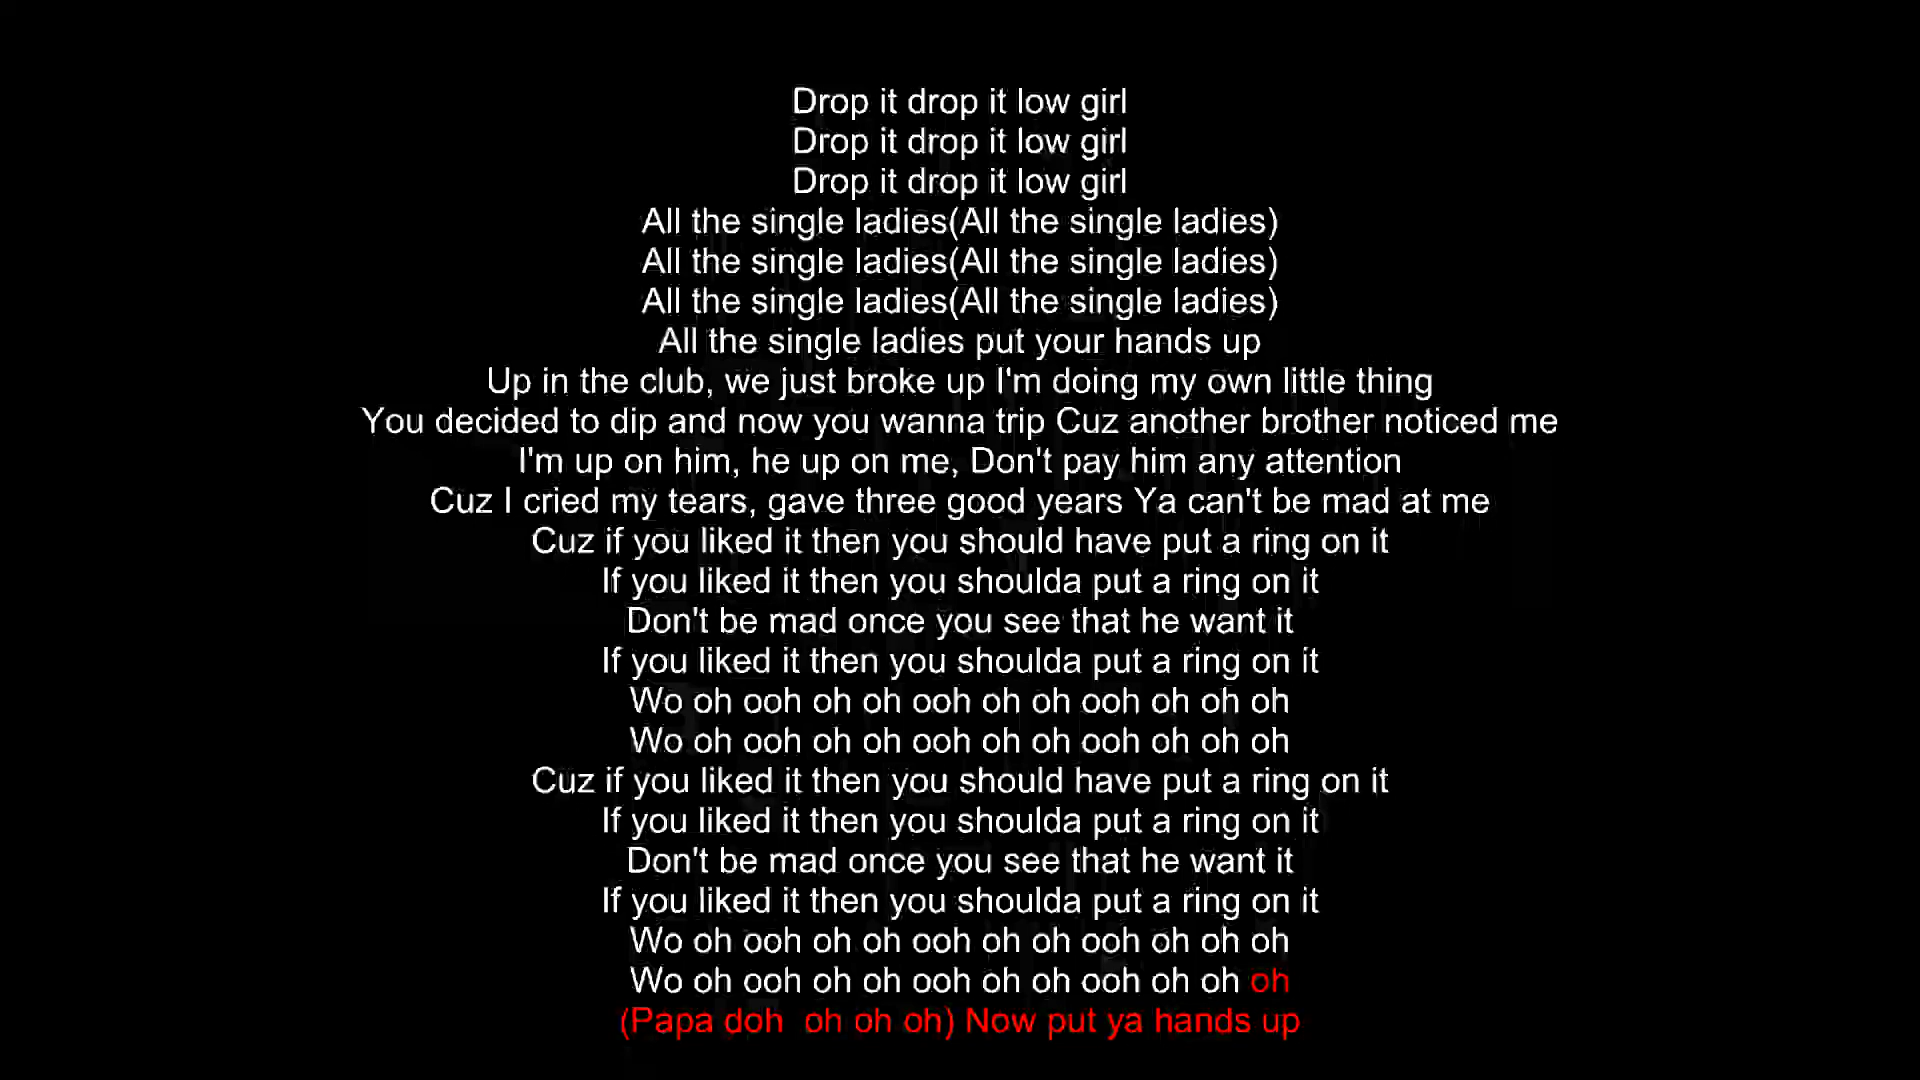 Drop it drop it low girl
Drop it drop it low girl
Drop it drop it low girl
All the single ladies(All the single ladies)
All the single ladies(All the single ladies)
All the single ladies(All the single ladies)
All the single ladies put your hands up
Up in the club, we just broke up I'm doing my own little thing
You decided to dip and now you wanna trip Cuz another brother noticed me
I'm up on him, he up on me, Don't pay him any attention
Cuz I cried my tears, gave three good years Ya can't be mad at me
Cuz if you liked it then you should have put a ring on it
If you liked it then you shoulda put a ring on it
Don't be mad once you see that he want it
If you liked it then you shoulda put a ring on it
Wo oh ooh oh oh ooh oh oh ooh oh oh oh
Wo oh ooh oh oh ooh oh oh ooh oh oh oh
Cuz if you liked it then you should have put a ring on it
If you liked it then you shoulda put a ring on it
Don't be mad once you see that he want it
If you liked it then you shoulda put a ring on it
Wo oh ooh oh oh ooh oh oh ooh oh oh oh
Wo oh ooh oh oh ooh oh oh ooh oh oh oh
(Papa doh  oh oh oh) Now put ya hands up